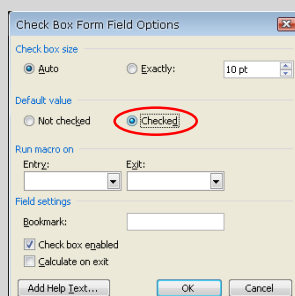 Check Box Form Field Options
Check box size
Auto Exactly: 10 pt
Default value
Not checked Checked
Run macro on
Entry: Exit:
Field settings
Bookmark:
Check box enabled
Calculate on exit
Add Help Text... OK Cancel